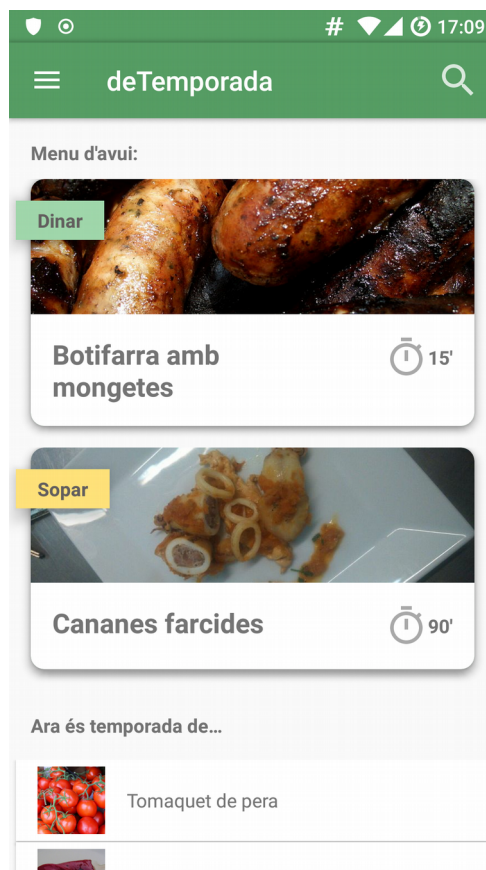 # 17:09
deTemporada
Menu d'avui:
Dinar
Botifarra amb
mongetes
15'
Sopar
Cananes farcides
90'
Ara és temporada de...
Tomaquet de pera